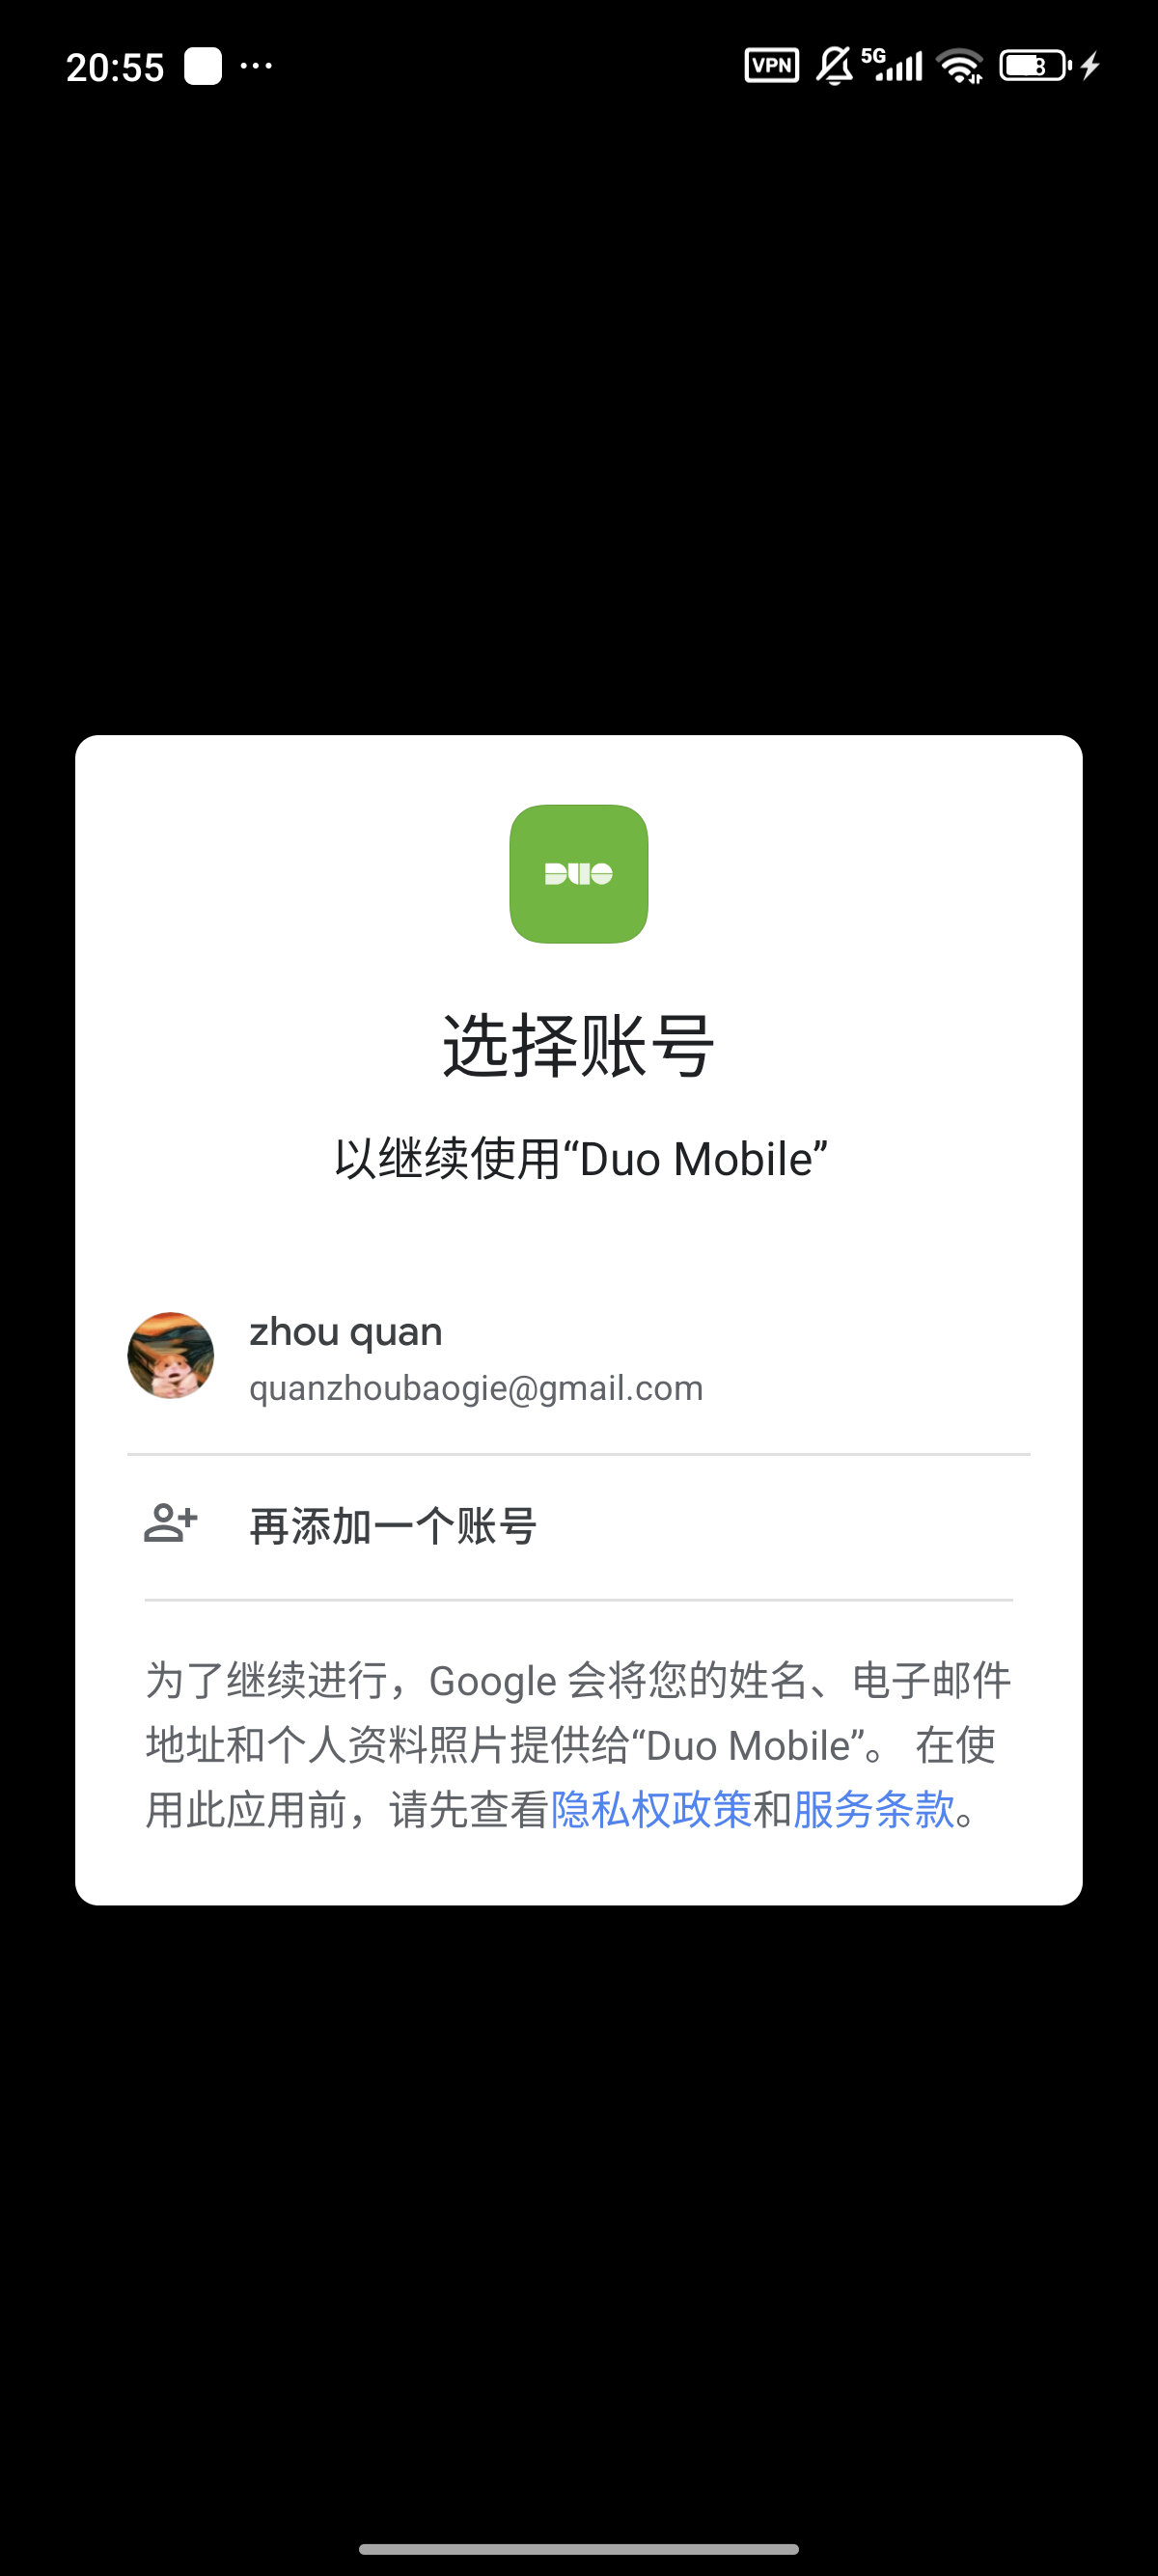 20:55
VPN 5G
DUO
选择账号
以继续使用“Duo Mobile”
zhou quan
quanzhoubaogie@gmail.com
再添加一个账号
为了继续进行，Google 会将您的姓名、电子邮件
地址和个人资料照片提供给“Duo Mobile”。 在使
用此应用前，请先查看隐私权政策和服务条款。